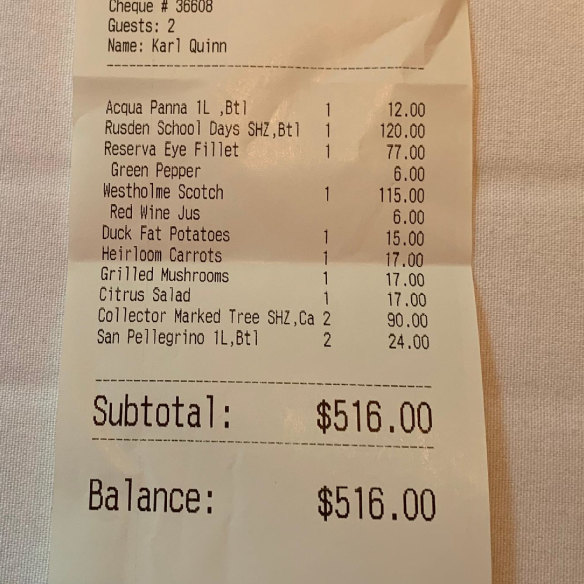 Cheque # 36608
Guests: 2
Name: Karl Quinn
Acqua Panna 1L ,Btl 1 12.00
Rusden School Days SHZ,Btl 1 120.00
Reserva Eye Fillet 1 77.00
Green Pepper 6.00
Westholme Scotch 1 115.00
Red Wine Jus 6.00
Duck Fat Potatoes 1 15.00
Heirloom Carrots 1 17.00
Grilled Mushrooms 1 17.00
Citrus Salad 1 17.00
Collector Marked Tree SHZ,Ca 2 90.00
San Pellegrino 1L,Btl 2 24.00
Subtotal: $516.00
Balance: $516.00